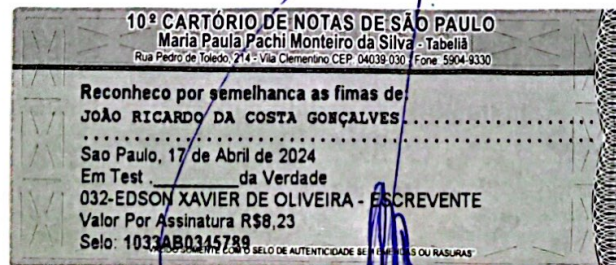 10º CARTÓRIO DE NOTAS DE SÃO PAULO
Maria Paula Pachi Monteiro da Silva - Tabeliã
Rua Pedro de Toledo, 214 - Vila Clementino CEP. 04039-030 - Fone: 5904-9330
Reconheco por semelhanca as fimas de
JOÃO RICARDO DA COSTA GONÇALVES
Sao Paulo, 17 de Abril de 2024
Em Test .________da Verdade
032-EDSON XAVIER DE OLIVEIRA - ESCREVENTE
Valor Por Assinatura R$8,23
Selo: 1033AB0345789
SOMENTE COM O SELO DE AUTENTICIDADE SEM EMENDAS OU RASURAS